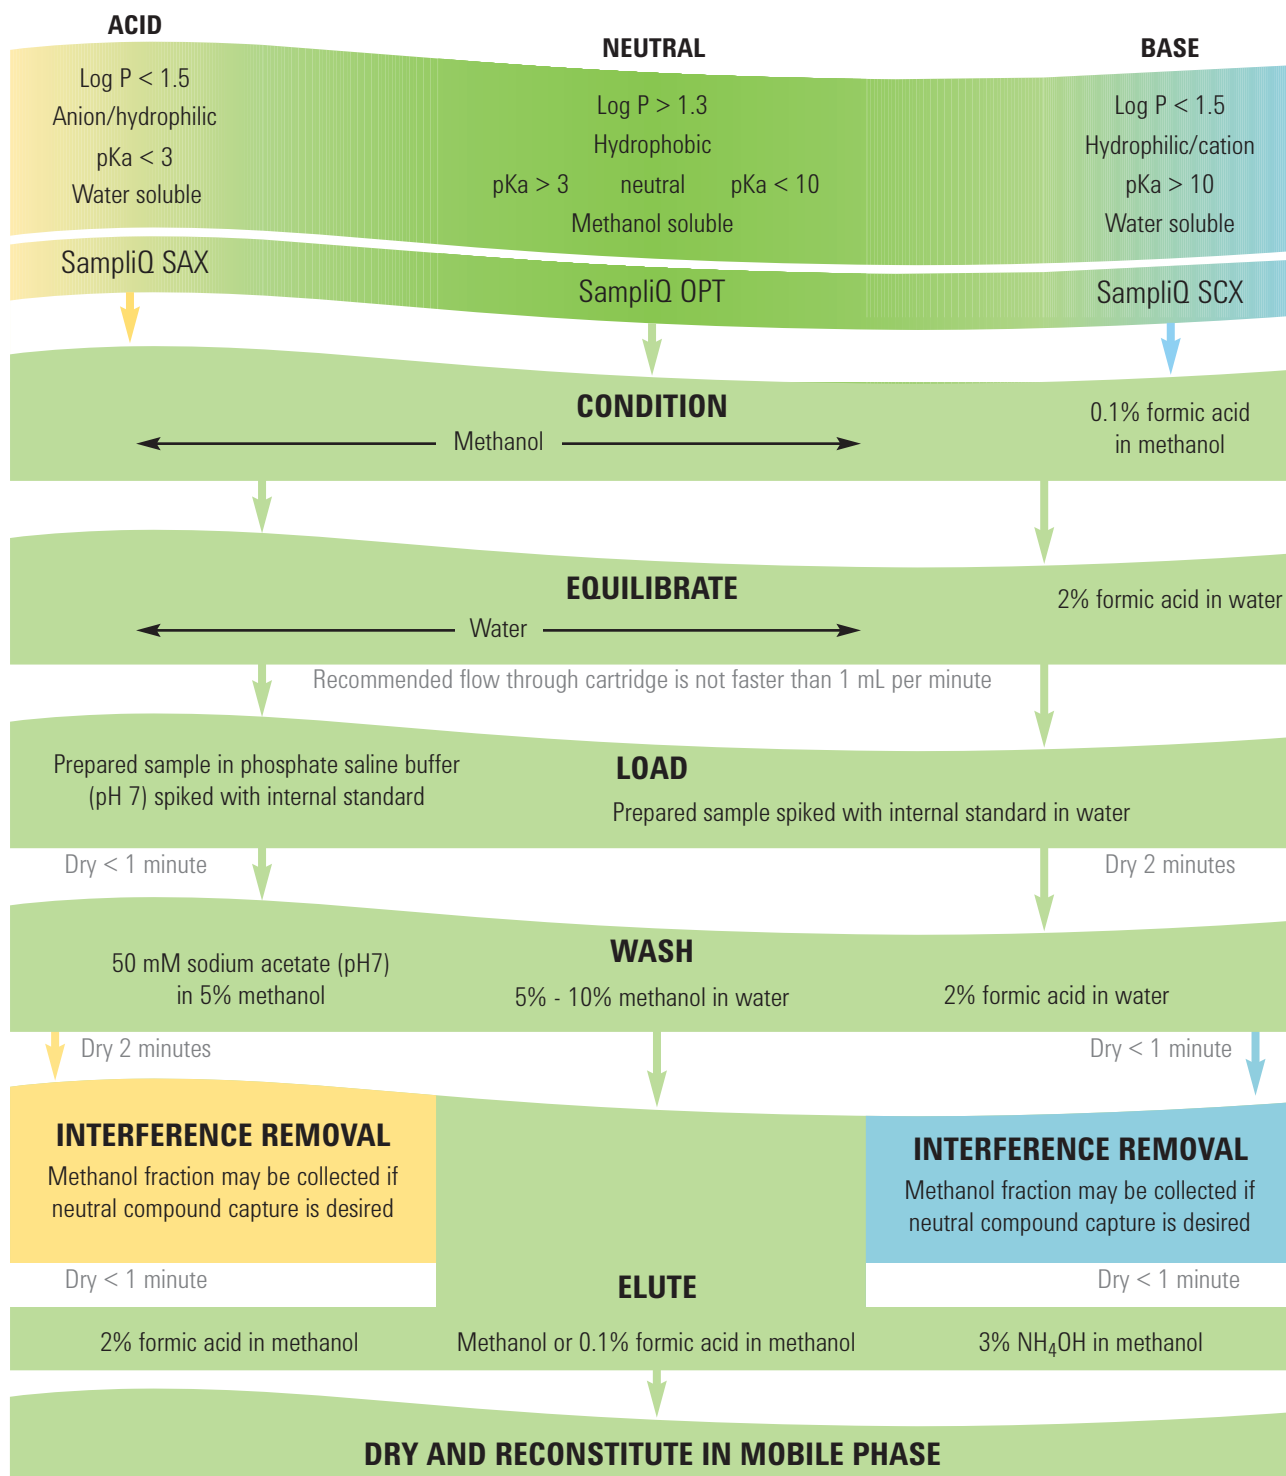 ACID
NEUTRAL
BASE
Log P < 1.5
Anion/hydrophilic
pKa < 3
Water soluble
Log P > 1.3
Hydrophobic
pKa > 3 neutral pKa < 10
Methanol soluble
Log P < 1.5
Hydrophilic/cation
pKa > 10
Water soluble
SampliQ SAX
SampliQ OPT
SampliQ SCX
CONDITION
Methanol
0.1% formic acid
in methanol
EQUILIBRATE
Water
2% formic acid in water
Recommended flow through cartridge is not faster than 1 mL per minute
LOAD
Prepared sample in phosphate saline buffer
(pH 7) spiked with internal standard
Prepared sample spiked with internal standard in water
Dry < 1 minute
Dry 2 minutes
WASH
50 mM sodium acetate (pH7)
in 5% methanol
5% - 10% methanol in water
2% formic acid in water
Dry 2 minutes
Dry < 1 minute
INTERFERENCE REMOVAL
Methanol fraction may be collected if
neutral compound capture is desired
INTERFERENCE REMOVAL
Methanol fraction may be collected if
neutral compound capture is desired
Dry < 1 minute
Dry < 1 minute
ELUTE
2% formic acid in methanol
Methanol or 0.1% formic acid in methanol
3% NH₄OH in methanol
DRY AND RECONSTITUTE IN MOBILE PHASE